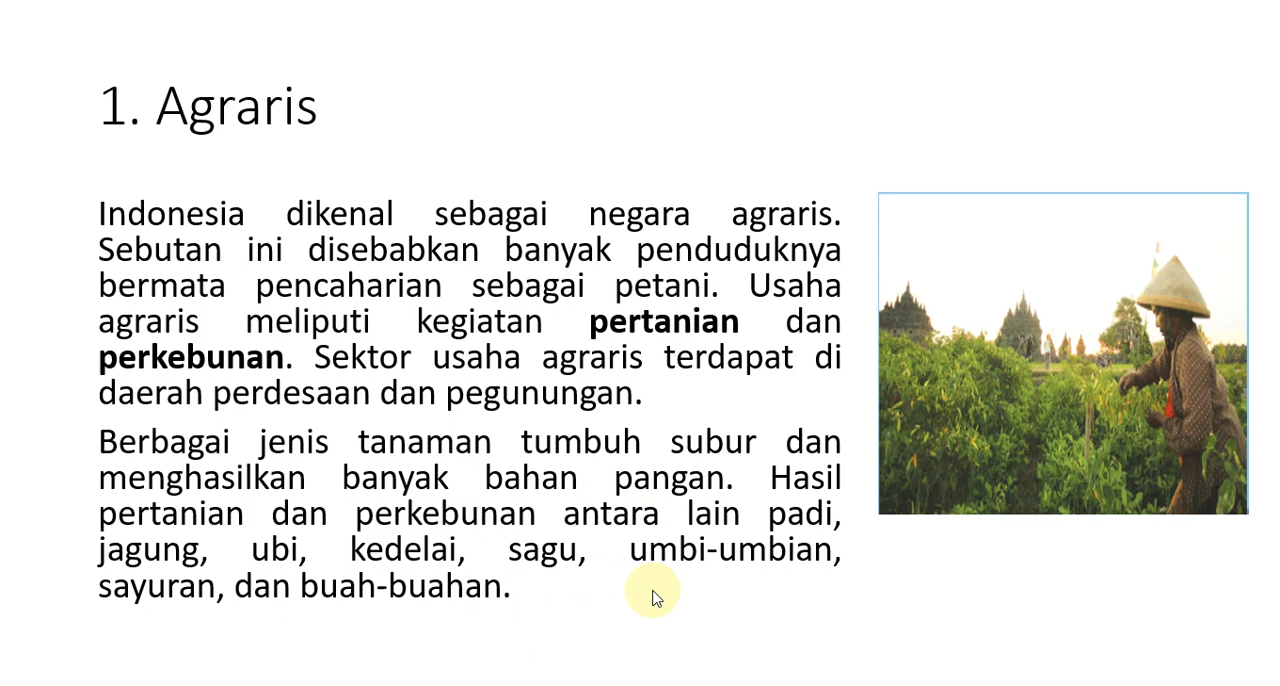 1. Agraris
Indonesia dikenal sebagai negara agraris.
Sebutan ini disebabkan banyak penduduknya
bermata pencaharian sebagai petani. Usaha
agraris meliputi kegiatan pertanian dan
perkebunan. Sektor usaha agraris terdapat di
daerah perdesaan dan pegunungan.
Berbagai jenis tanaman tumbuh subur dan
menghasilkan banyak bahan pangan. Hasil
pertanian dan perkebunan antara lain padi,
jagung, ubi, kedelai, sagu, umbi-umbian,
sayuran, dan buah-buahan.